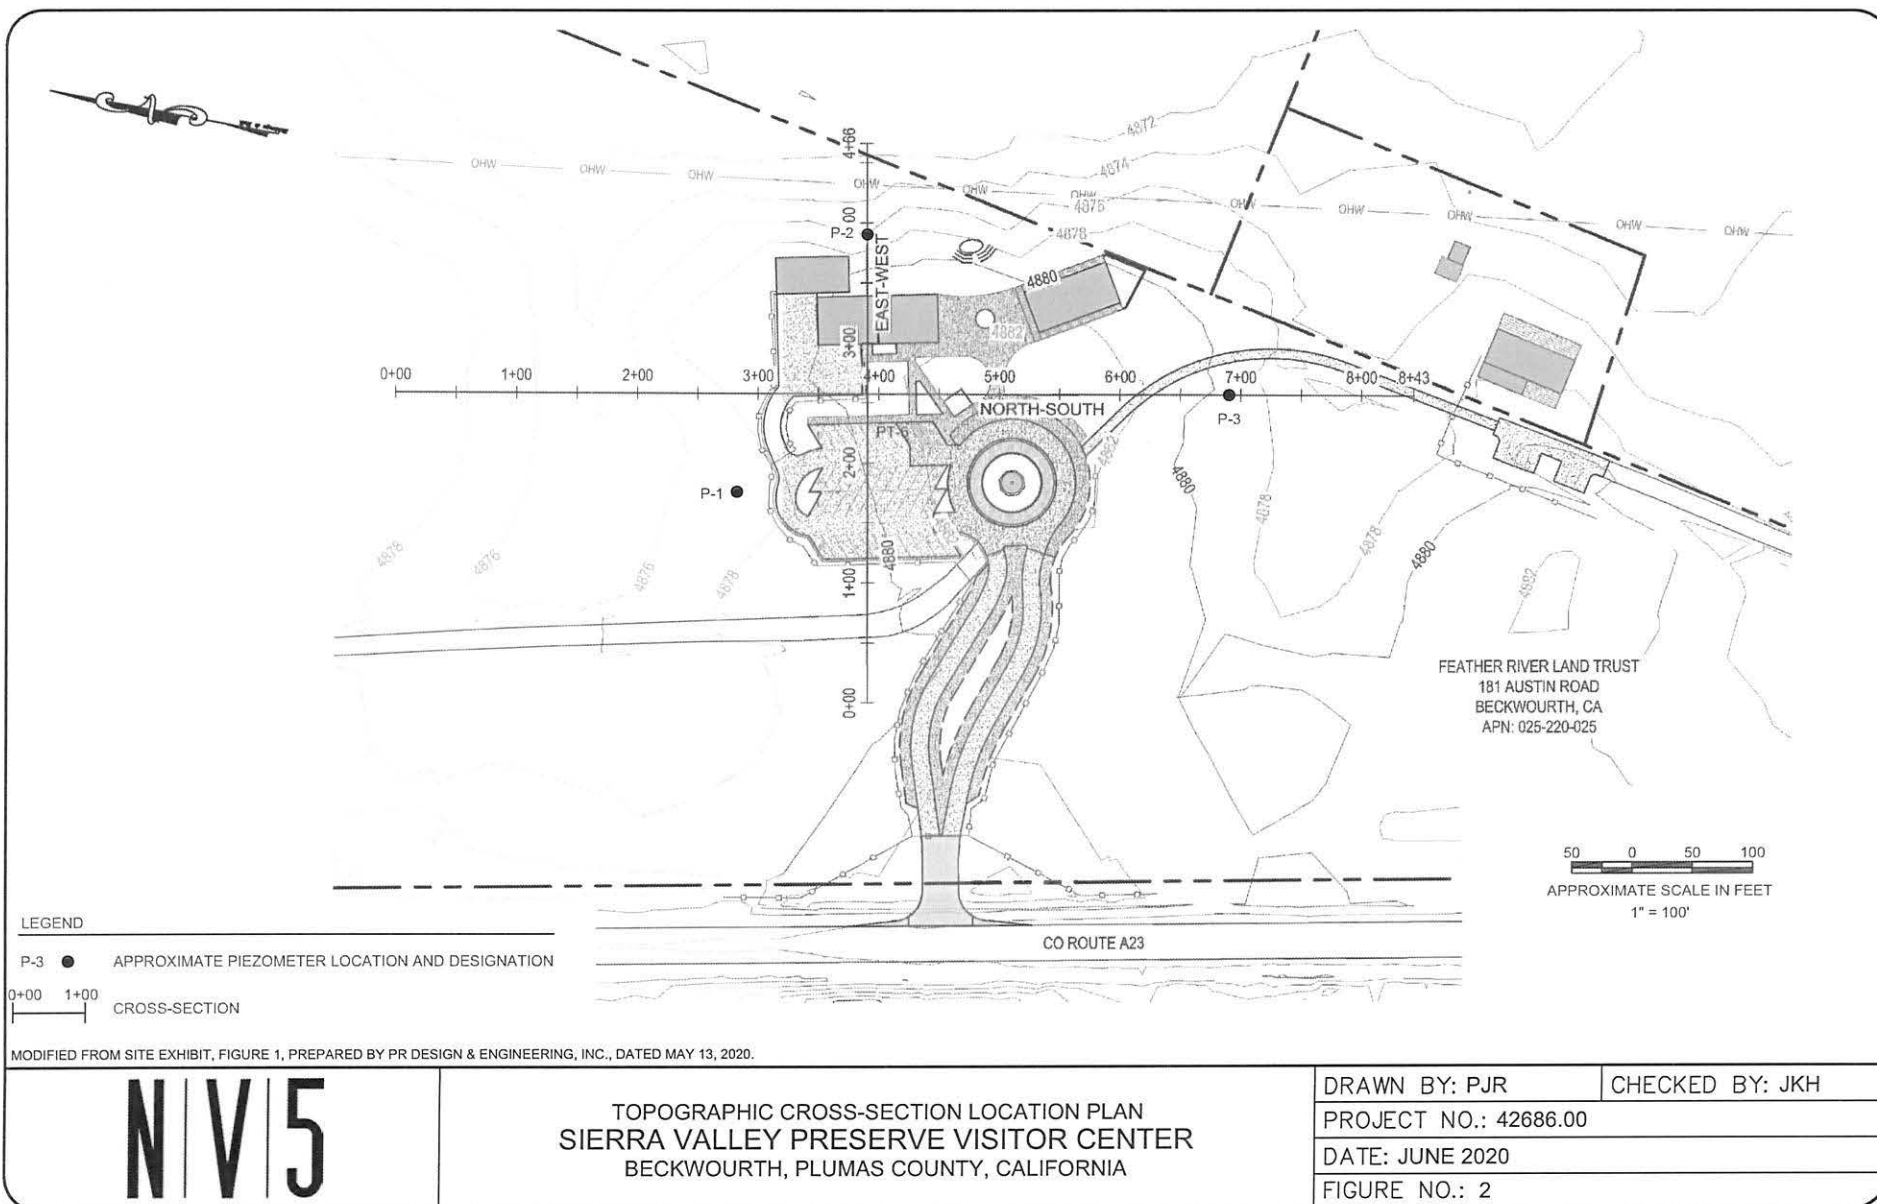 4872
4874
OHW OHW OHW OHW OHW OHW OHW OHW OHW OHW OHW
4876
4878
4+66
00
P-2
EAST-WEST
4880
4882
3+00
0+00 1+00 2+00 3+00 4+00 5+00 6+00 7+00 8+00 8+43
NORTH-SOUTH
P-3
2+00
4882
4880
4878
P-1
4878 4876 4876 4878
4880
4878
4880
4882
1+00
0+00
FEATHER RIVER LAND TRUST
181 AUSTIN ROAD
BECKWOURTH, CA
APN: 025-220-025
50 0 50 100
APPROXIMATE SCALE IN FEET
1" = 100'
CO ROUTE A23
LEGEND
P-3 APPROXIMATE PIEZOMETER LOCATION AND DESIGNATION
0+00 1+00
CROSS-SECTION
MODIFIED FROM SITE EXHIBIT, FIGURE 1, PREPARED BY PR DESIGN & ENGINEERING, INC., DATED MAY 13, 2020.
N|V|5
TOPOGRAPHIC CROSS-SECTION LOCATION PLAN
SIERRA VALLEY PRESERVE VISITOR CENTER
BECKWOURTH, PLUMAS COUNTY, CALIFORNIA
DRAWN BY: PJR
CHECKED BY: JKH
PROJECT NO.: 42686.00
DATE: JUNE 2020
FIGURE NO.: 2